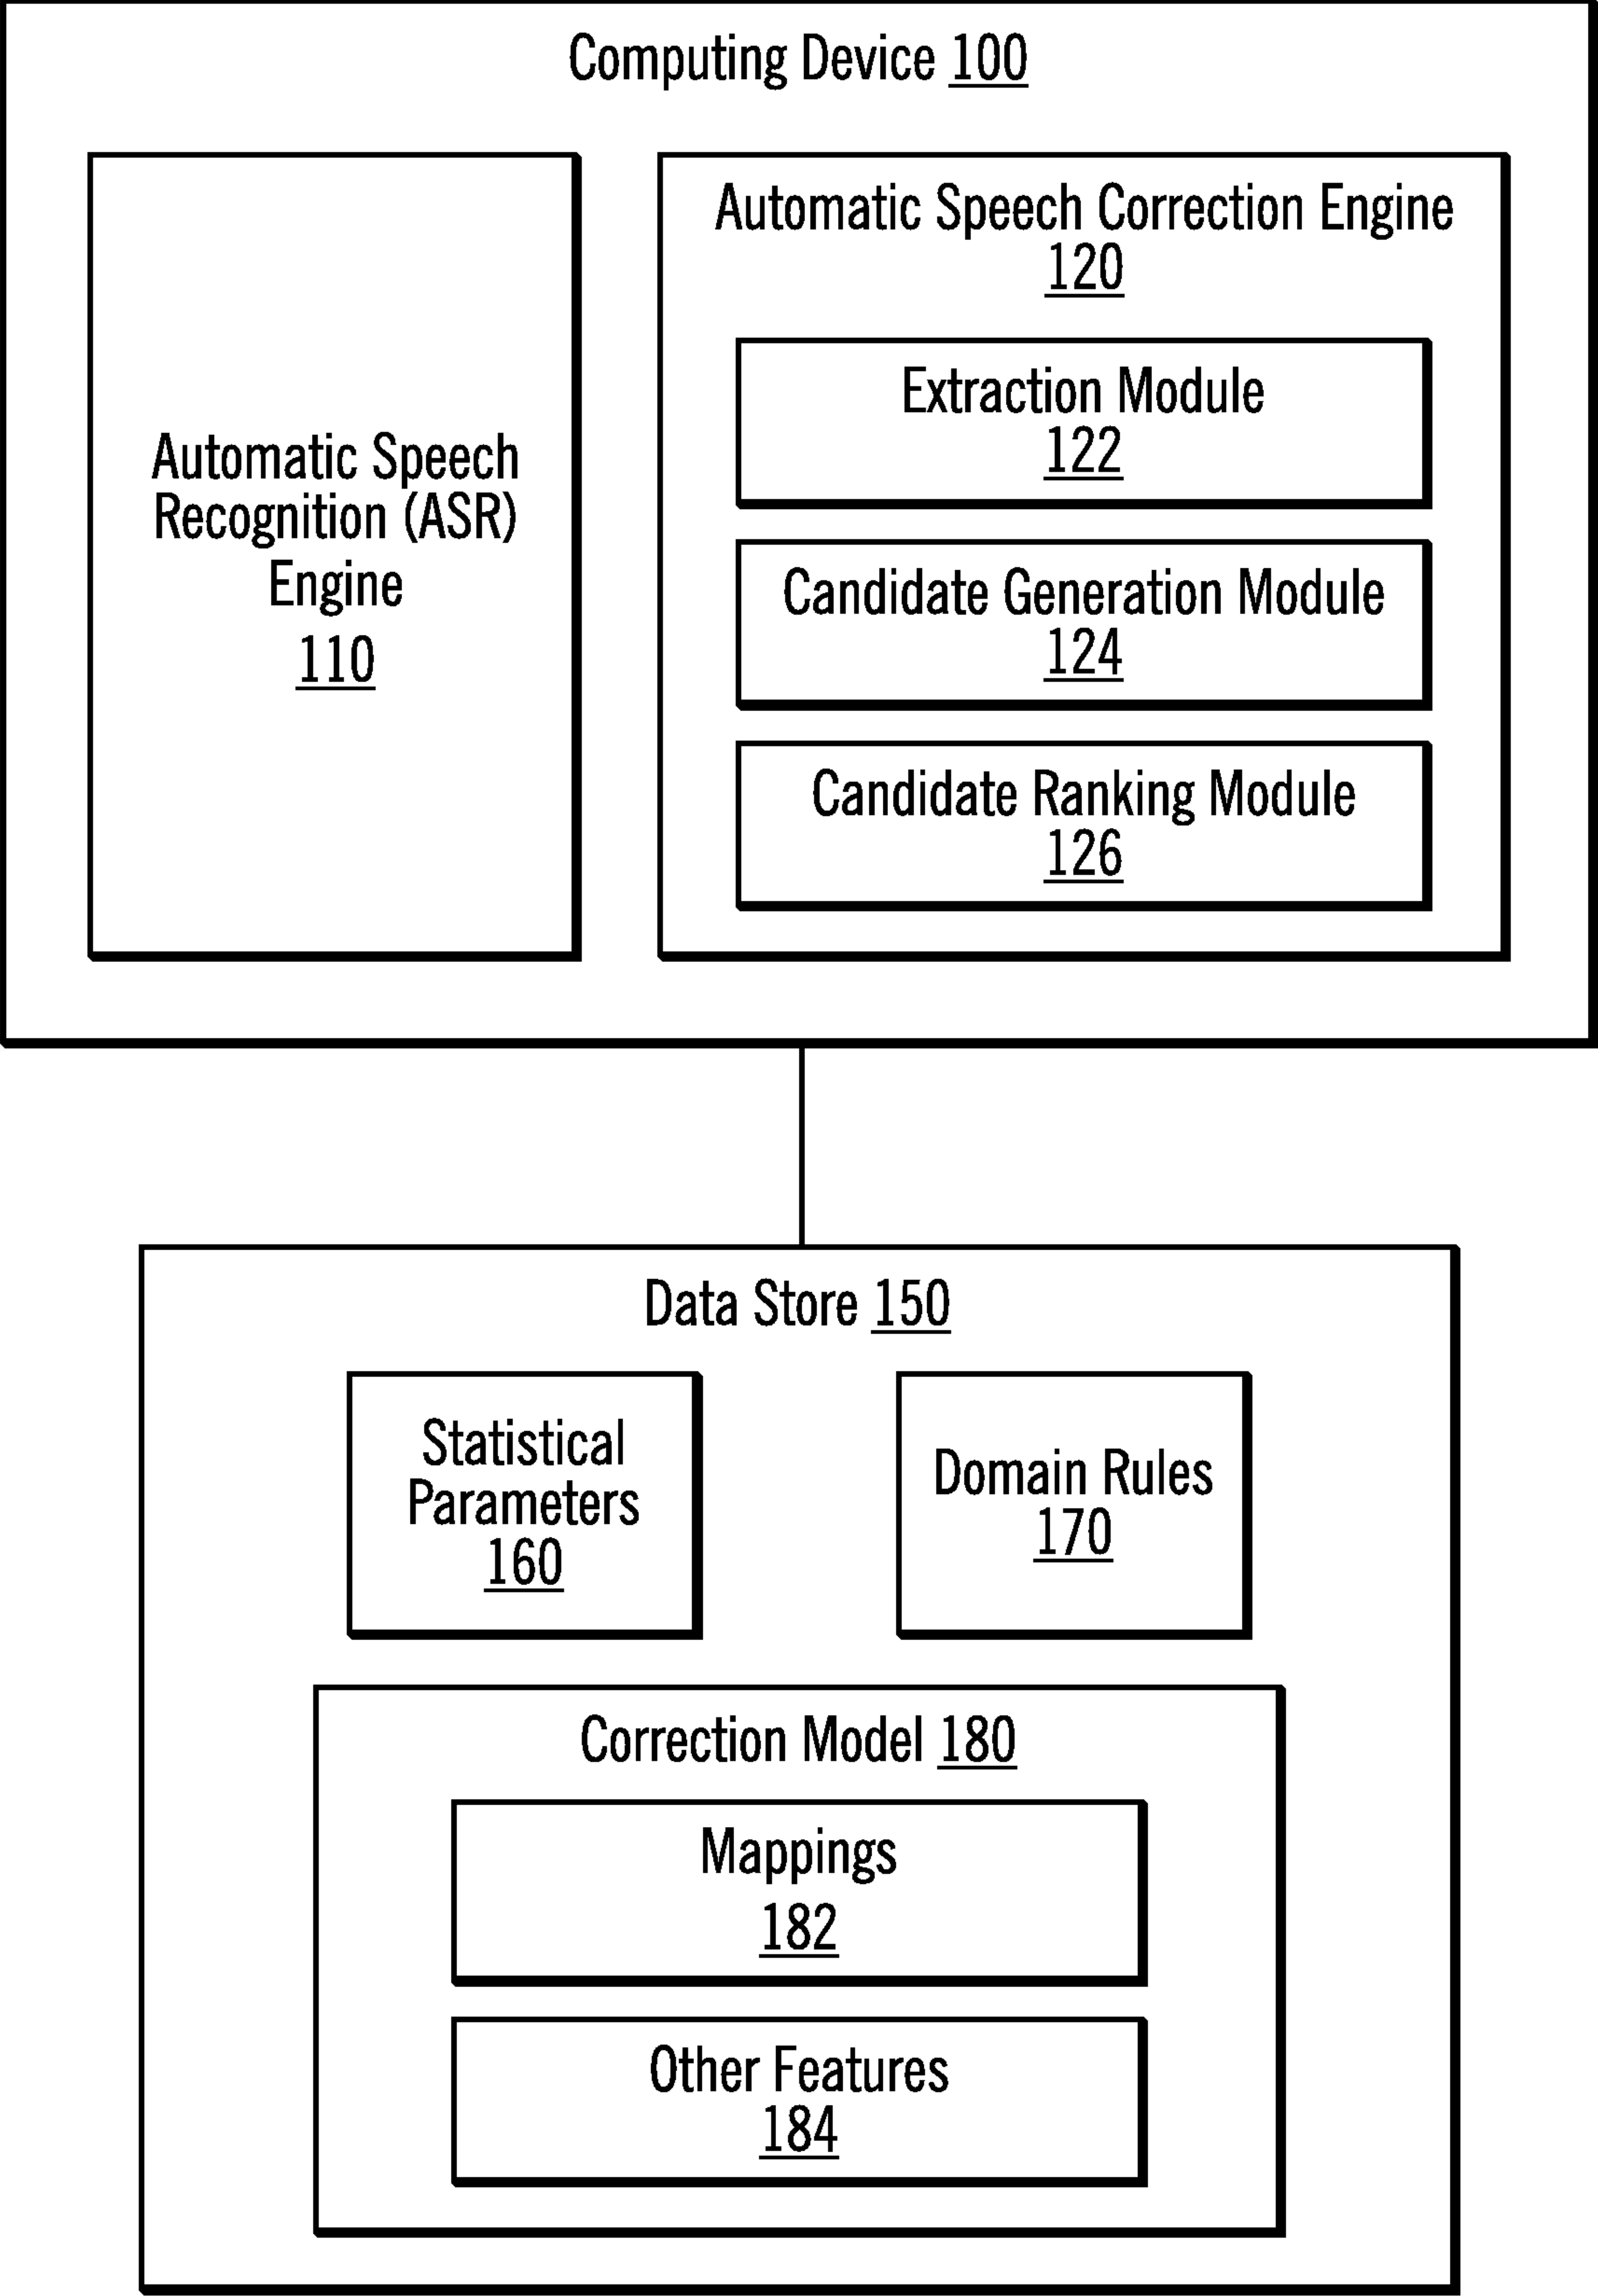 Computing Device 100
Automatic Speech
Recognition (ASR)
Engine
110
Automatic Speech Correction Engine
120
Extraction Module
122
Candidate Generation Module
124
Candidate Ranking Module
126
Data Store 150
Statistical
Parameters
160
Domain Rules
170
Correction Model 180
Mappings
182
Other Features
184